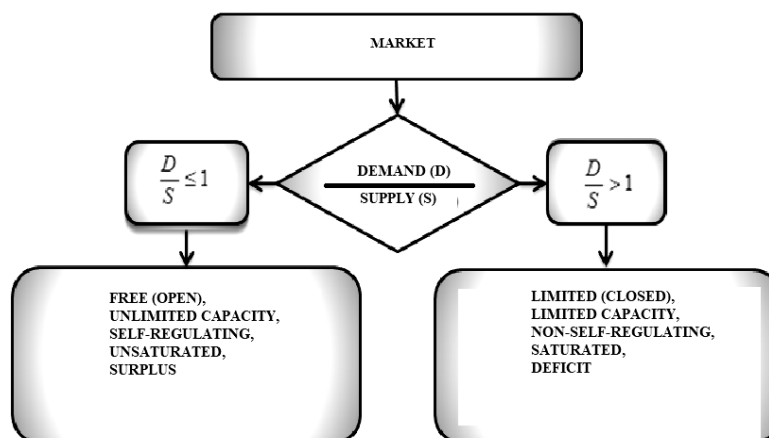 MARKET
DEMAND (D)
SUPPLY (S)
D/S ≤ 1
D/S > 1
FREE (OPEN),
UNLIMITED CAPACITY,
SELF-REGULATING,
UNSATURATED,
SURPLUS
LIMITED (CLOSED),
LIMITED CAPACITY,
NON-SELF-REGULATING,
SATURATED,
DEFICIT